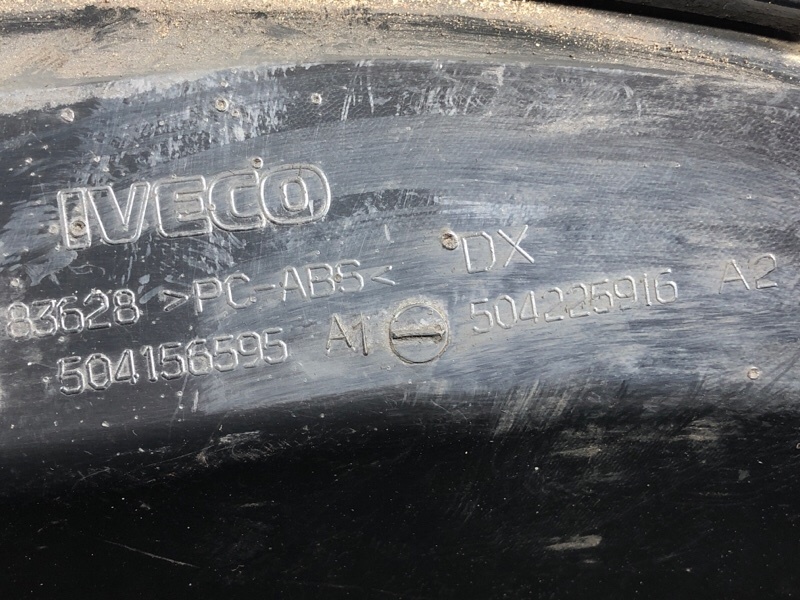 IVECO
DX
83628 >PC-ABS<
504156595 A1 504225916 A2